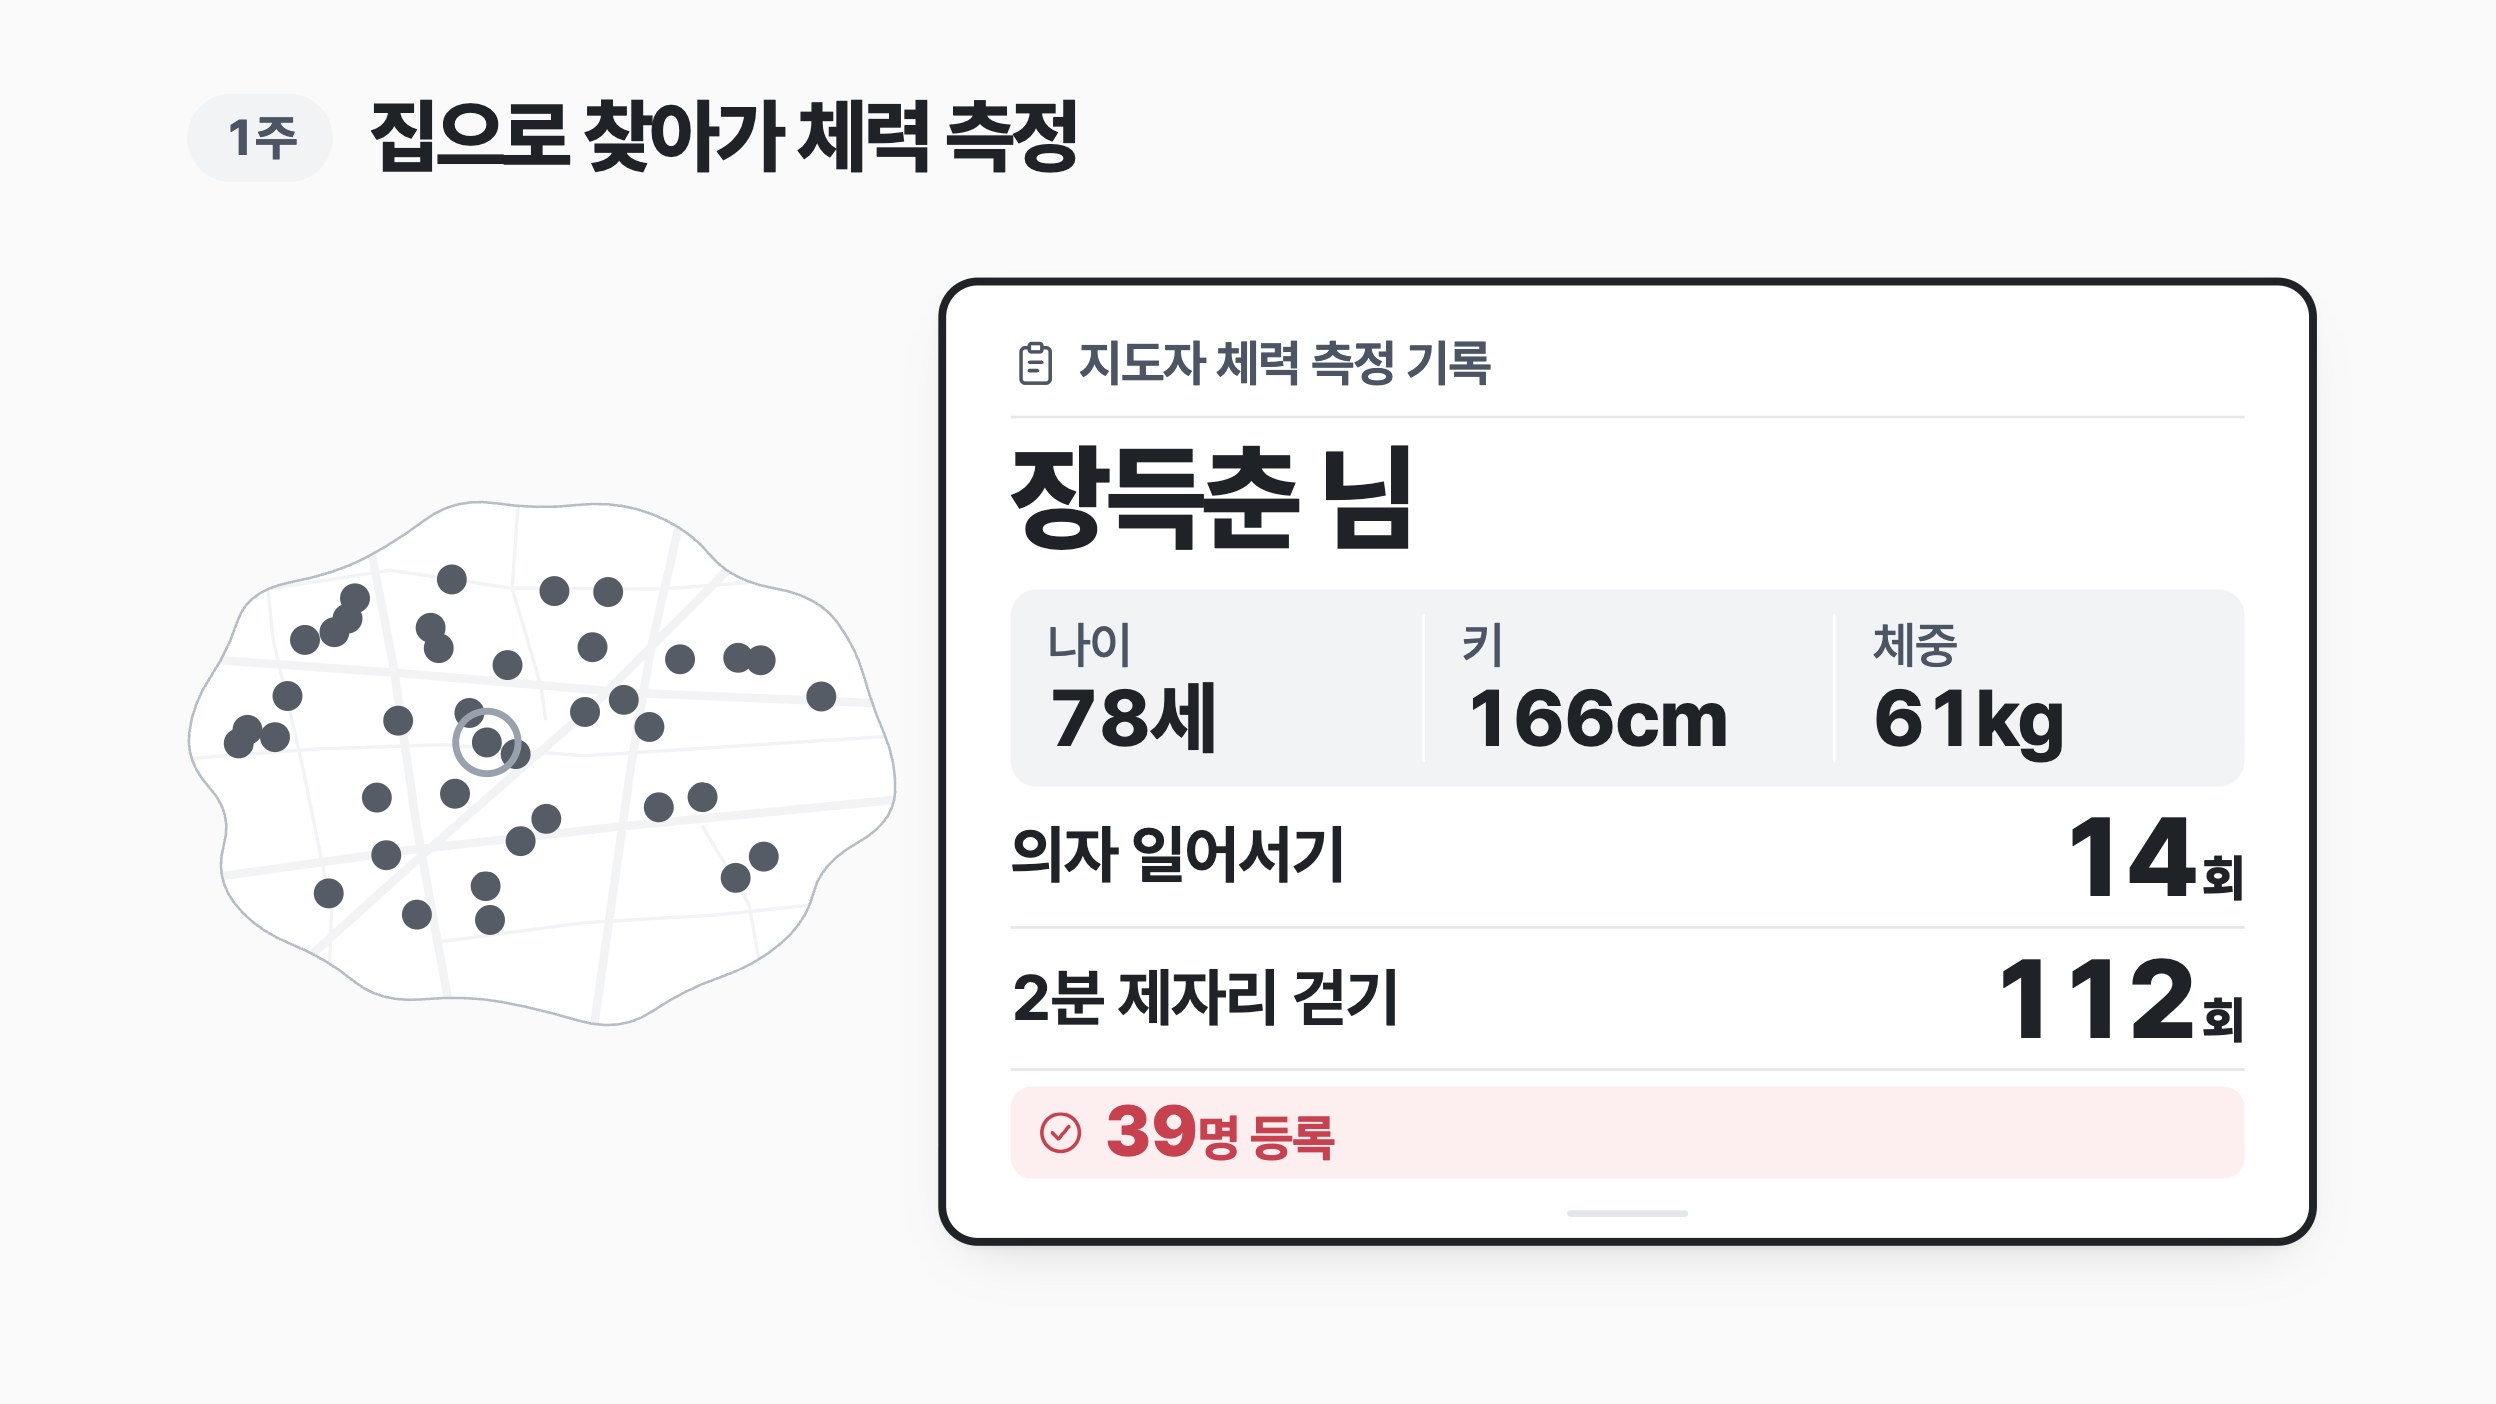 1주 집으로 찾아가 체력 측정
지도자 체력 측정 기록
장득춘 님
나이 키 체중
78세 166cm 61kg
의자 일어서기 14회
2분 제자리 걷기 112회
39명 등록